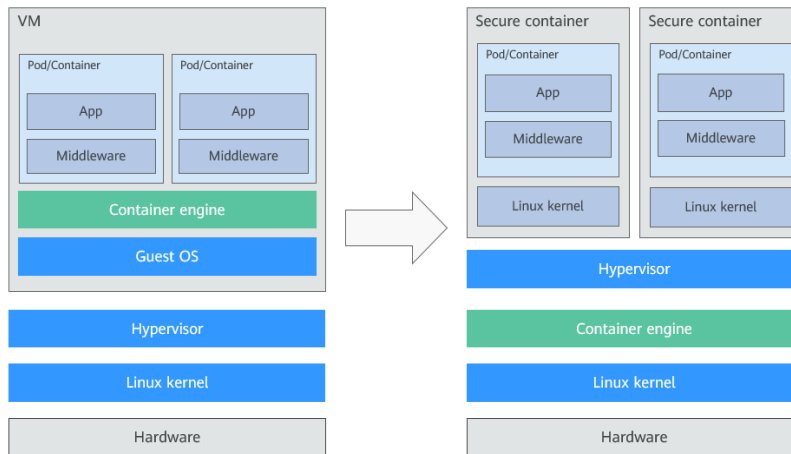 VM
Pod/Container
App
Middleware
Pod/Container
App
Middleware
Container engine
Guest OS
Hypervisor
Linux kernel
Hardware
Secure container
Pod/Container
App
Middleware
Linux kernel
Secure container
Pod/Container
App
Middleware
Linux kernel
Hypervisor
Container engine
Linux kernel
Hardware